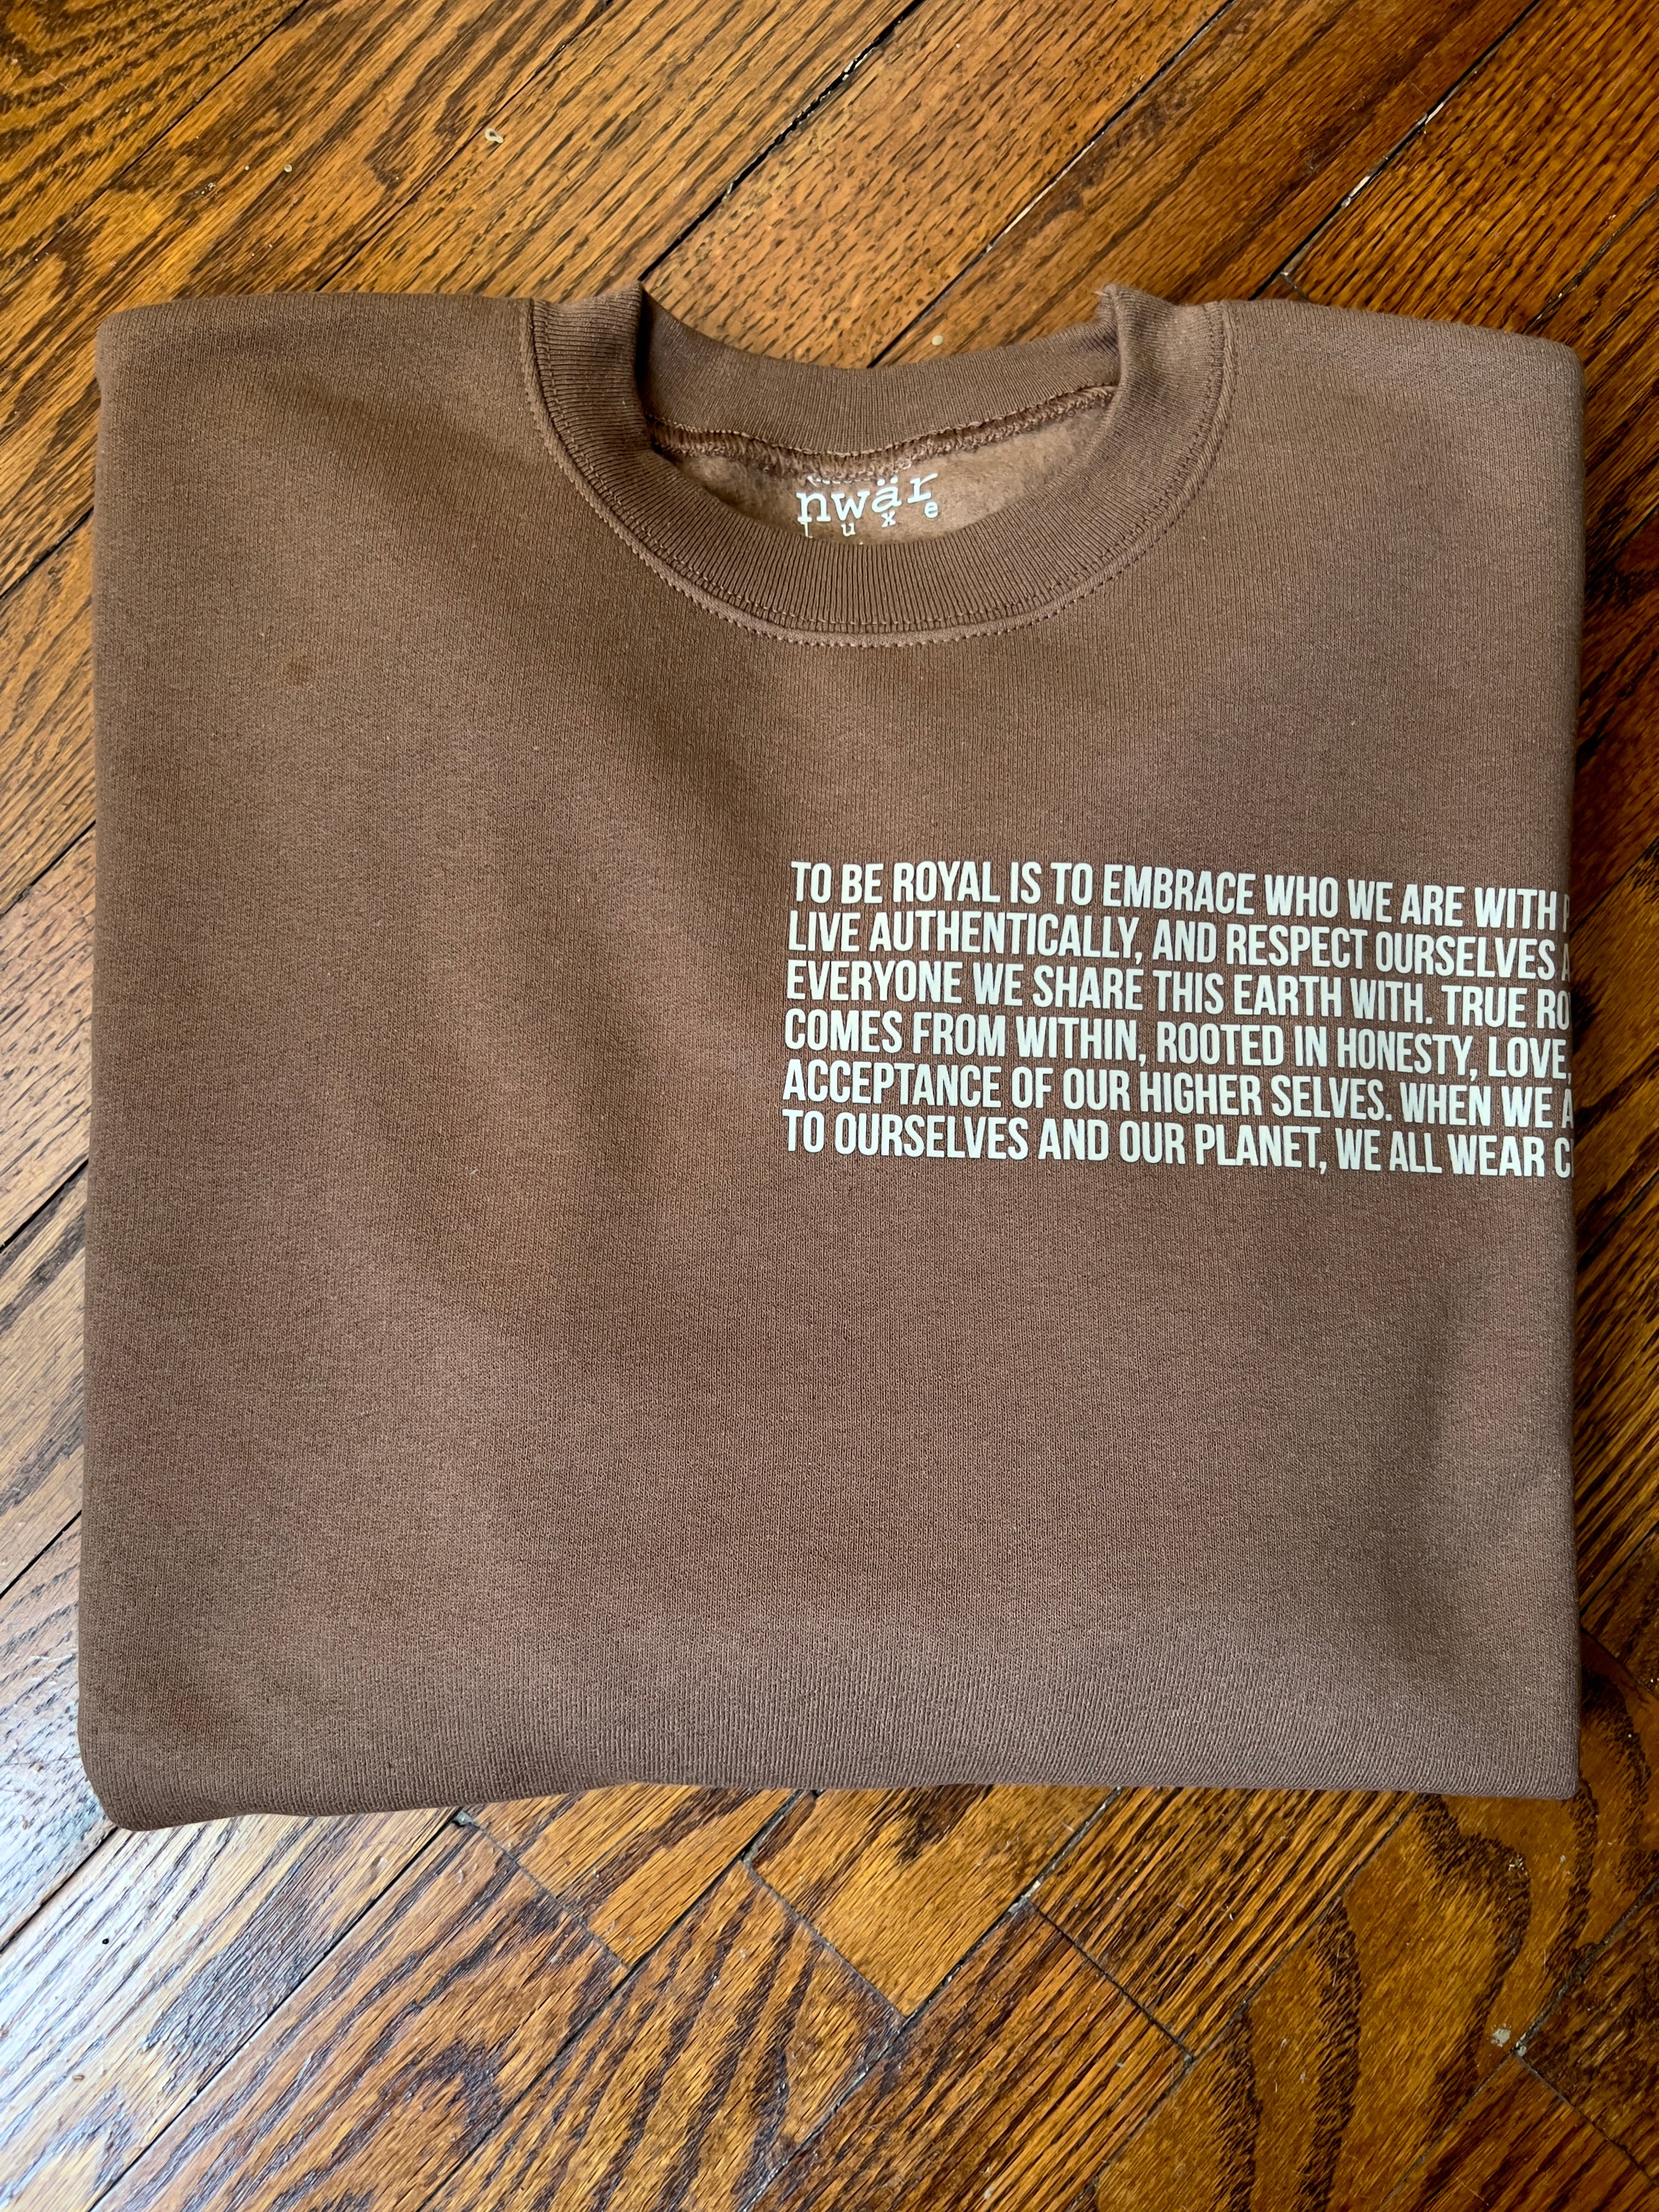 nwär
luxe
TO BE ROYAL IS TO EMBRACE WHO WE ARE WITH
LIVE AUTHENTICALLY, AND RESPECT OURSELVES
EVERYONE WE SHARE THIS EARTH WITH. TRUE RO
COMES FROM WITHIN, ROOTED IN HONESTY, LOVE,
ACCEPTANCE OF OUR HIGHER SELVES. WHEN WE A
TO OURSELVES AND OUR PLANET, WE ALL WEAR C